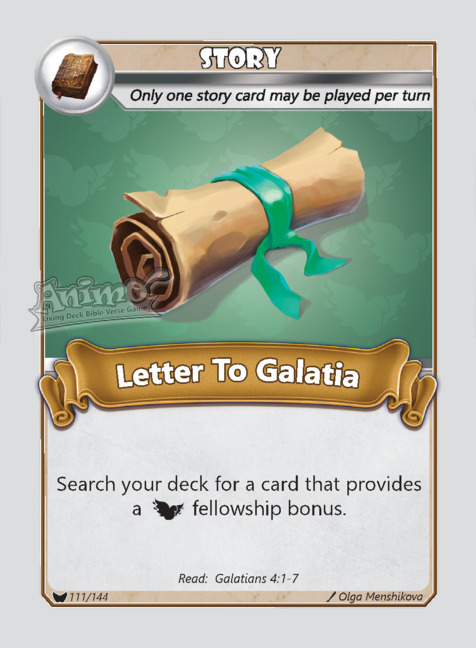 STORY
Only one story card may be played per turn
Animos
Living Deck Bible Verse Game
Letter To Galatia
Search your deck for a card that provides
a fellowship bonus.
Read: Galatians 4:1-7
111/144
Olga Menshikova